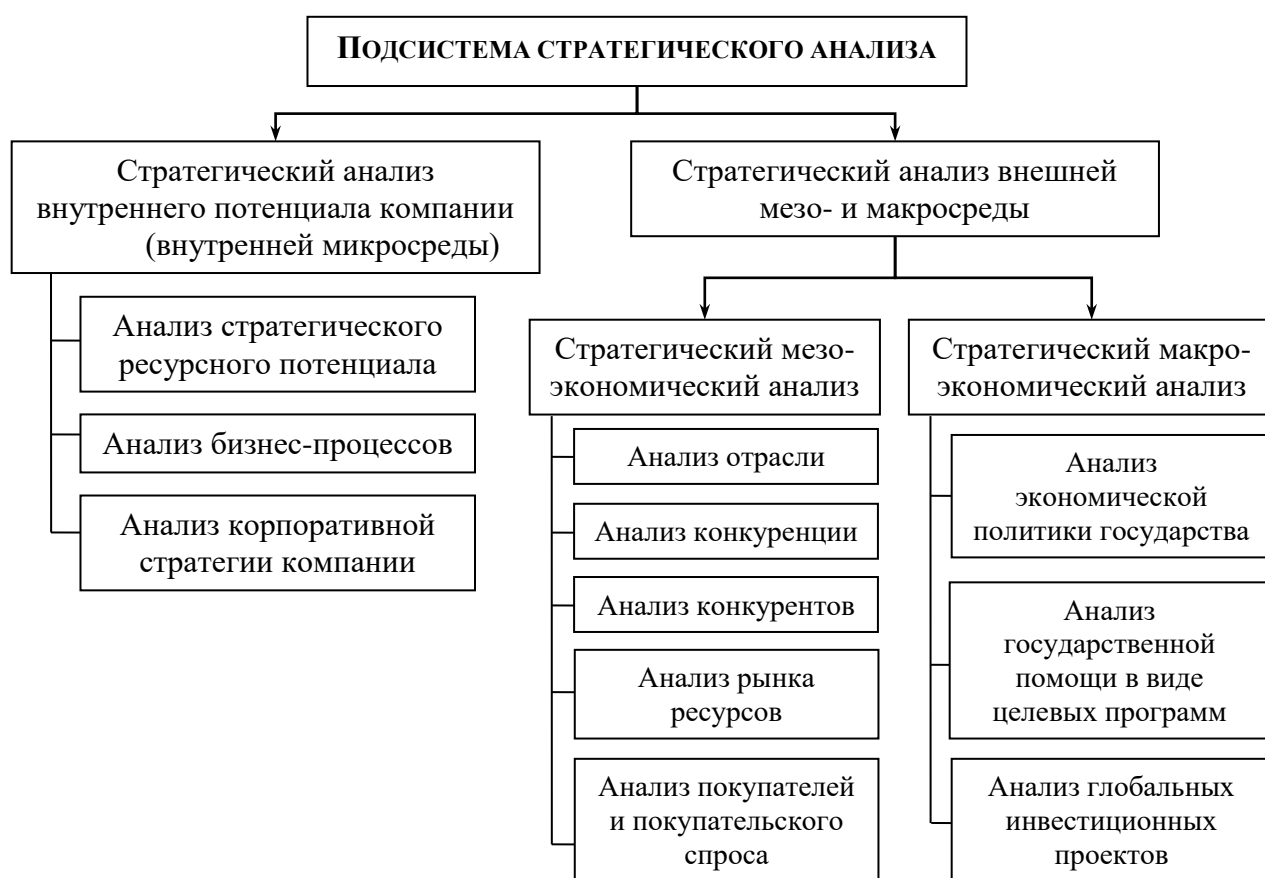 ПОДСИСТЕМА СТРАТЕГИЧЕСКОГО АНАЛИЗА
Стратегический анализ
внутреннего потенциала компании
(внутренней микросреды)
Стратегический анализ внешней
мезо- и макросреды
Анализ стратегического
ресурсного потенциала
Анализ бизнес-процессов
Анализ корпоративной
стратегии компании
Стратегический мезо-
экономический анализ
Анализ отрасли
Анализ конкуренции
Анализ конкурентов
Анализ рынка
ресурсов
Анализ покупателей
и покупательского
спроса
Стратегический макро-
экономический анализ
Анализ
экономической
политики государства
Анализ
государственной
помощи в виде
целевых программ
Анализ глобальных
инвестиционных
проектов